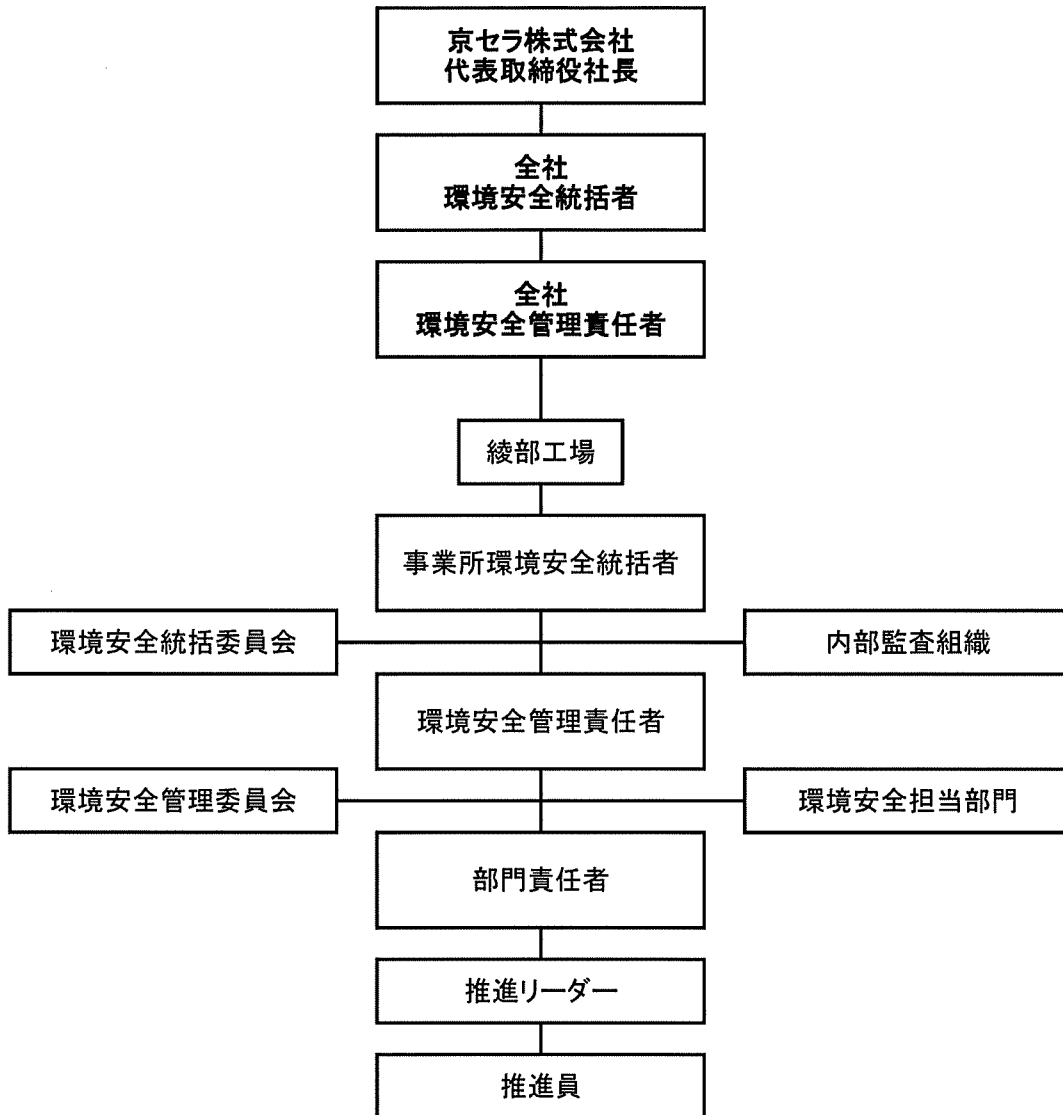 京セラ株式会社
代表取締役社長
全社
環境安全統括者
全社
環境安全管理責任者
綾部工場
事業所環境安全統括者
環境安全統括委員会
内部監査組織
環境安全管理責任者
環境安全管理委員会
環境安全担当部門
部門責任者
推進リーダー
推進員